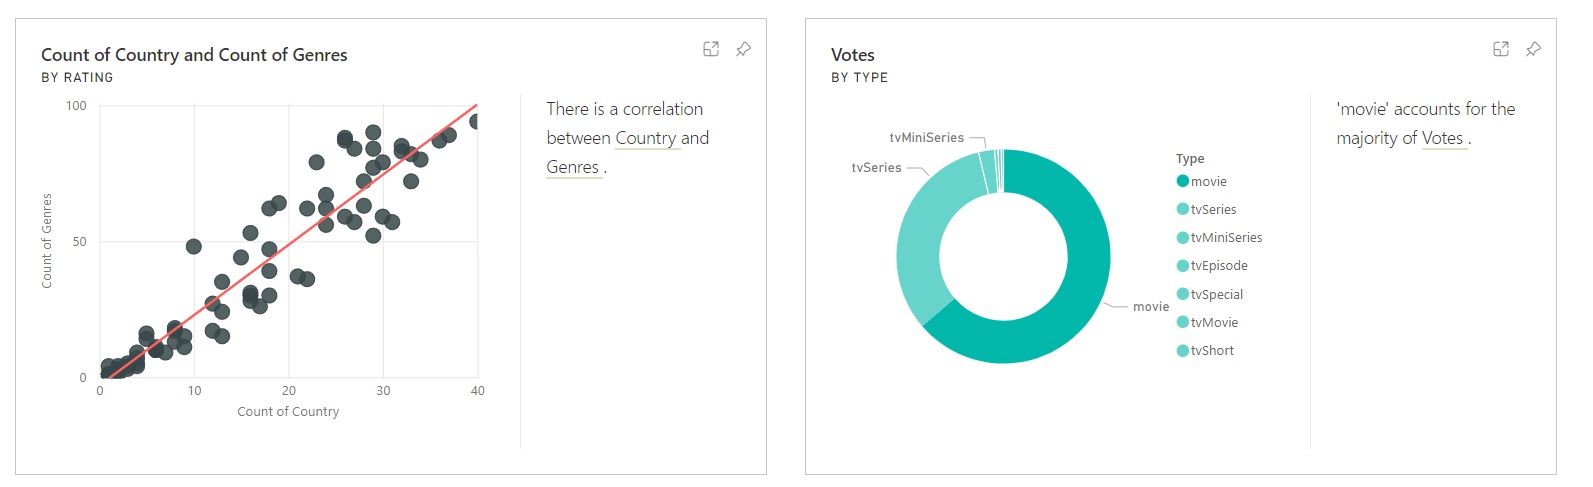 Count of Country and Count of Genres
BY RATING
100
50
0
Count of Genres
0
10
20
30
40
Count of Country
There is a correlation
between Country and
Genres .
Votes
BY TYPE
tvMiniSeries
tvSeries
movie
Type
movie
tvSeries
tvMiniSeries
tvEpisode
tvSpecial
tvMovie
tvShort
'movie' accounts for the
majority of Votes .